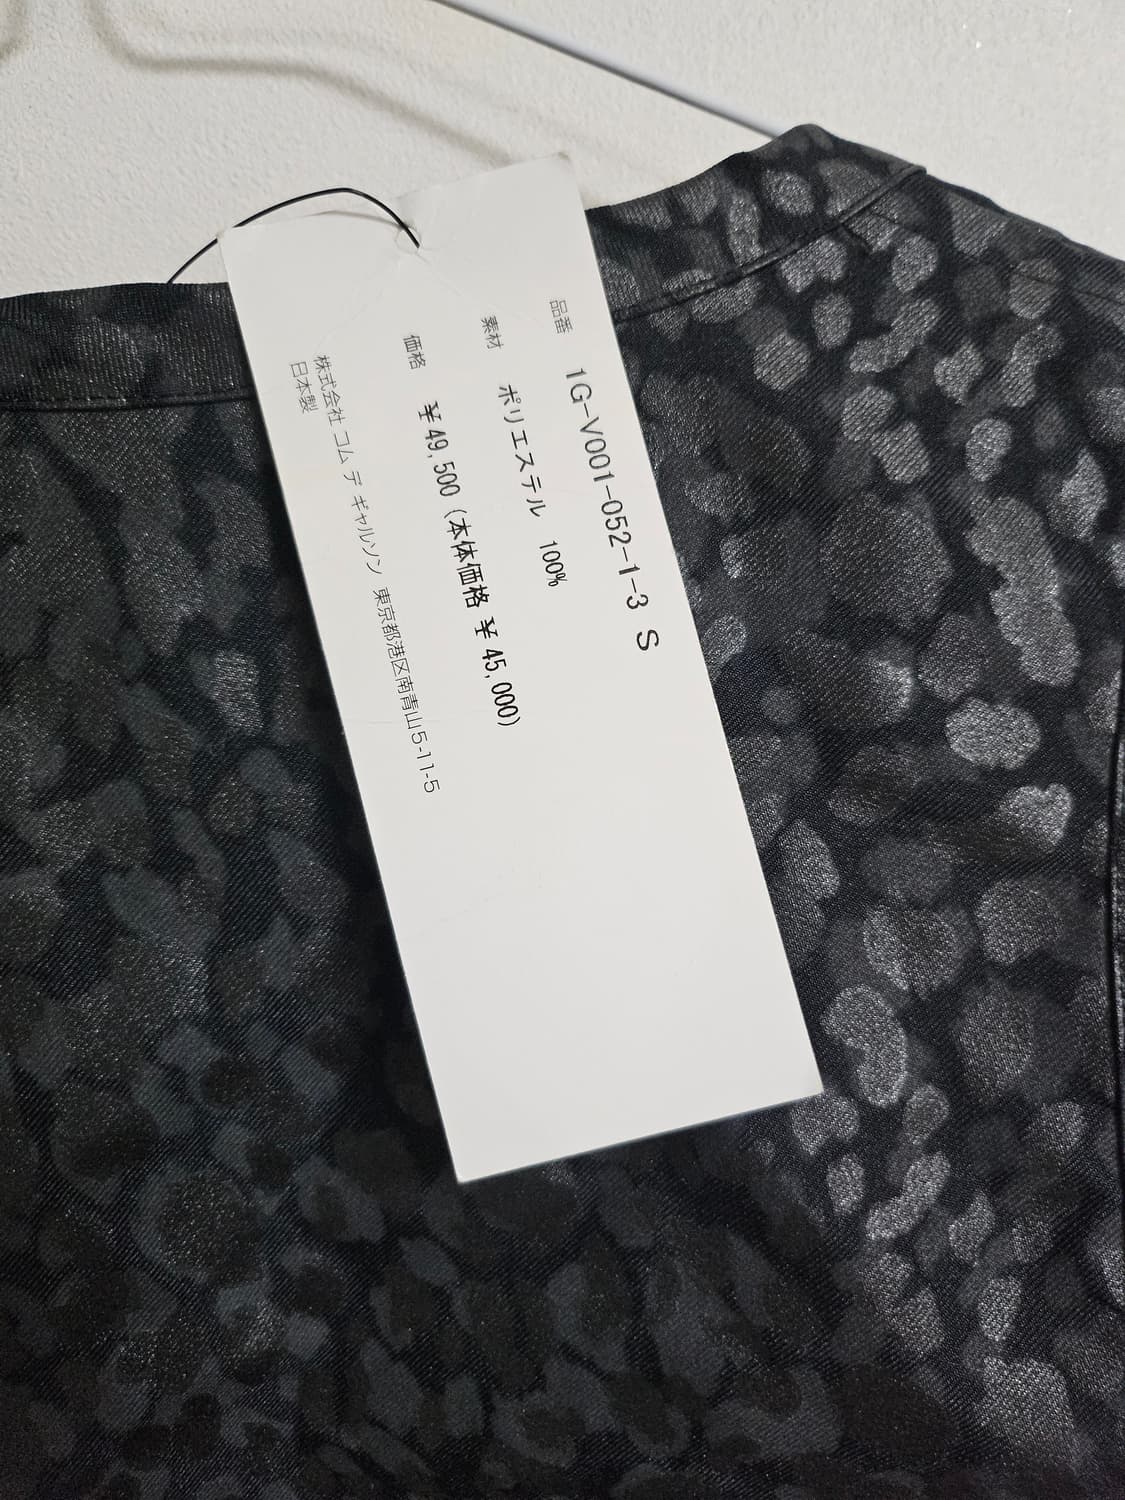 品番 1G-V001-052-1-3 S
素材 ポリエステル 100%
価格 ¥49,500 (本体価格 ¥45,000)
株式会社 コム デ ギャルソン 東京都港区南青山5-11-5
日本製